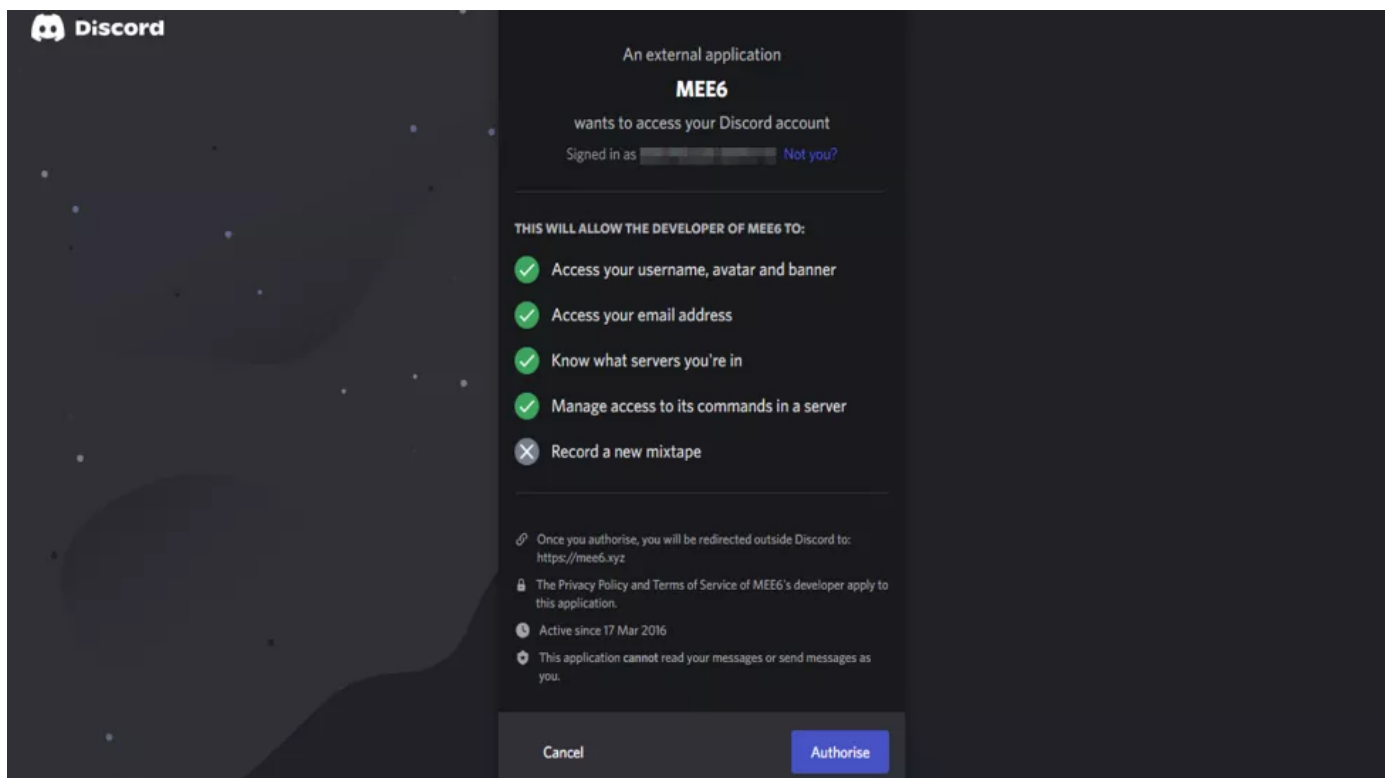 Discord
An external application
MEE6
wants to access your Discord account
Signed in as Not you?
THIS WILL ALLOW THE DEVELOPER OF MEE6 TO:
Access your username, avatar and banner
Access your email address
Know what servers you're in
Manage access to its commands in a server
Record a new mixtape
Once you authorise, you will be redirected outside Discord to:
https://mee6.xyz
The Privacy Policy and Terms of Service of MEE6's developer apply to
this application.
Active since 17 Mar 2016
This application cannot read your messages or send messages as
you.
Cancel
Authorise